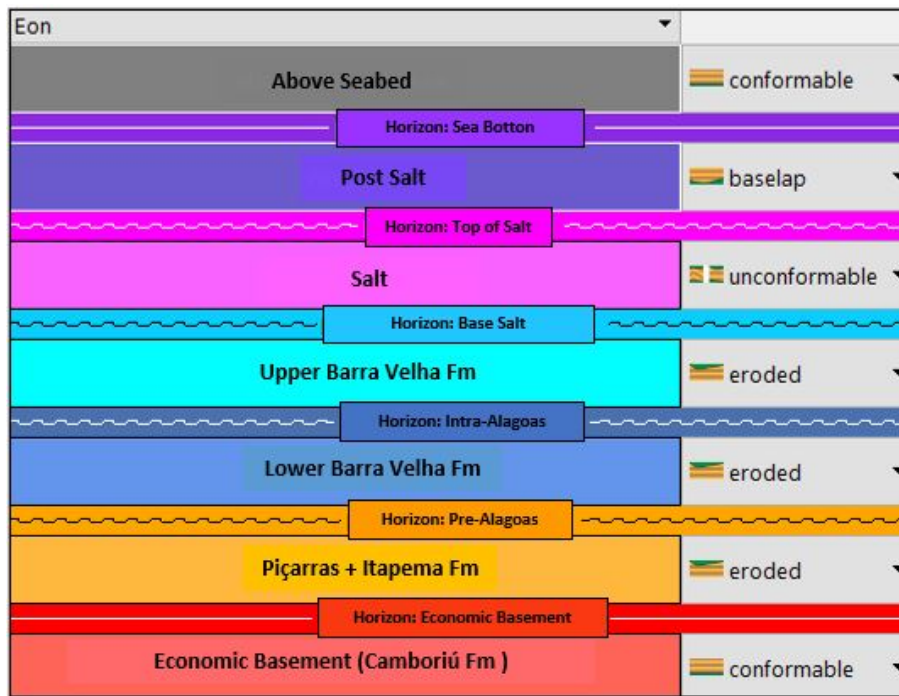 Eon
Above Seabed
conformable
Horizon: Sea Botton
Post Salt
baselap
Horizon: Top of Salt
Salt
unconformable
Horizon: Base Salt
Upper Barra Velha Fm
eroded
Horizon: Intra-Alagoas
Lower Barra Velha Fm
eroded
Horizon: Pre-Alagoas
Piçarras + Itapema Fm
eroded
Horizon: Economic Basement
Economic Basement (Camboriú Fm )
conformable